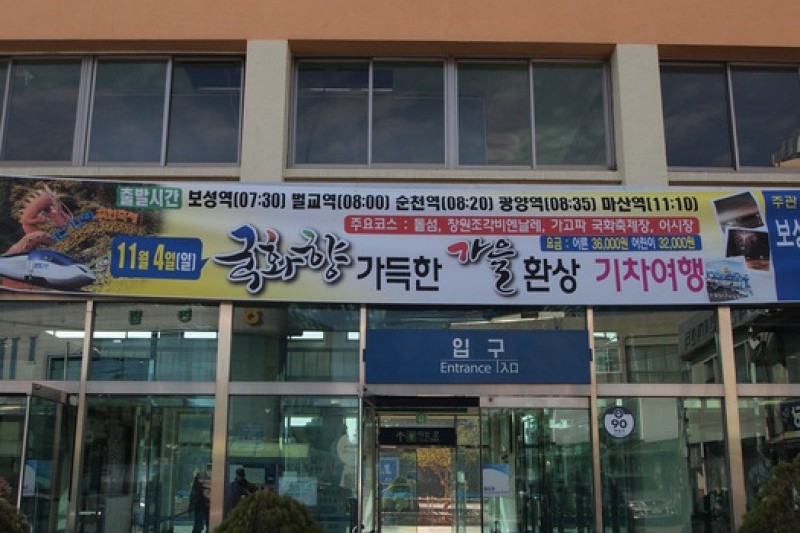 출발시간 보성역(07:30) 벌교역(08:00) 순천역(08:20) 광양역(08:35) 마산역(11:10)
주관
주요코스 : 돝섬, 창원조각비엔날레, 가고파 국화축제장, 어시장
요금 : 어른 36,000원 어린이 32,000원
보성
11월 4일(일) 국화향 가득한 가을 환상 기차여행
입구
Entrance 入口
90